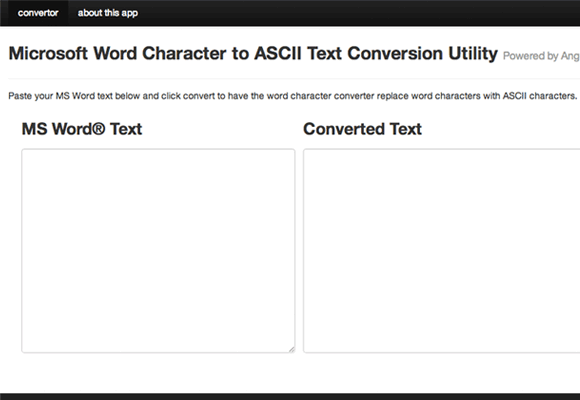 convertor about this app
Microsoft Word Character to ASCII Text Conversion Utility Powered by Ang
Paste your MS Word text below and click convert to have the word character converter replace word characters with ASCII characters.
MS Word® Text Converted Text